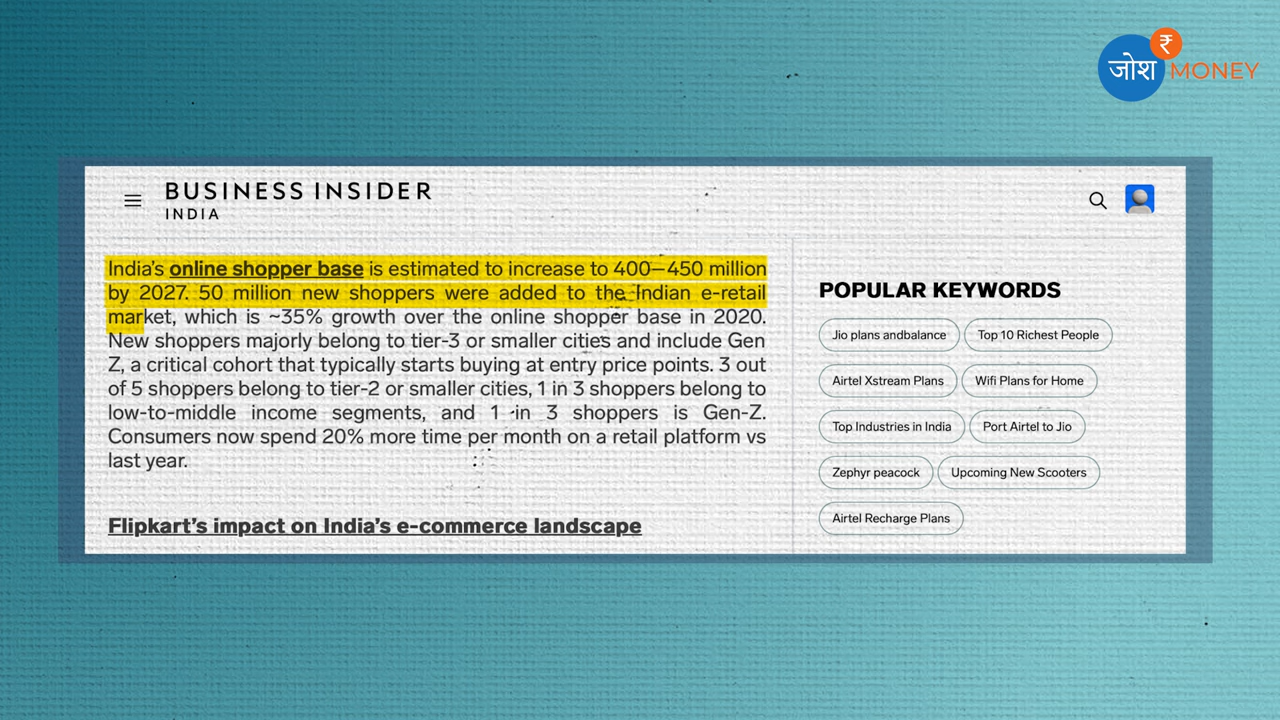 जोश ₹ MONEY
BUSINESS INSIDER
INDIA
India's online shopper base is estimated to increase to 400—450 million
by 2027. 50 million new shoppers were added to the Indian e-retail
market, which is ~35% growth over the online shopper base in 2020.
New shoppers majorly belong to tier-3 or smaller cities and include Gen
Z, a critical cohort that typically starts buying at entry price points. 3 out
of 5 shoppers belong to tier-2 or smaller cities, 1 in 3 shoppers belong to
low-to-middle income segments, and 1 in 3 shoppers is Gen-Z.
Consumers now spend 20% more time per month on a retail platform vs
last year.
Flipkart's impact on India's e-commerce landscape
POPULAR KEYWORDS
Jio plans andbalance
Top 10 Richest People
Airtel Xstream Plans
Wifi Plans for Home
Top Industries in India
Port Airtel to Jio
Zephyr peacock
Upcoming New Scooters
Airtel Recharge Plans